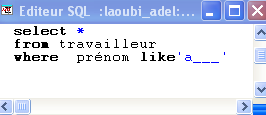 Editeur SQL :laoubi_adel:...
select *
from travailleur
where prénom like'a___'